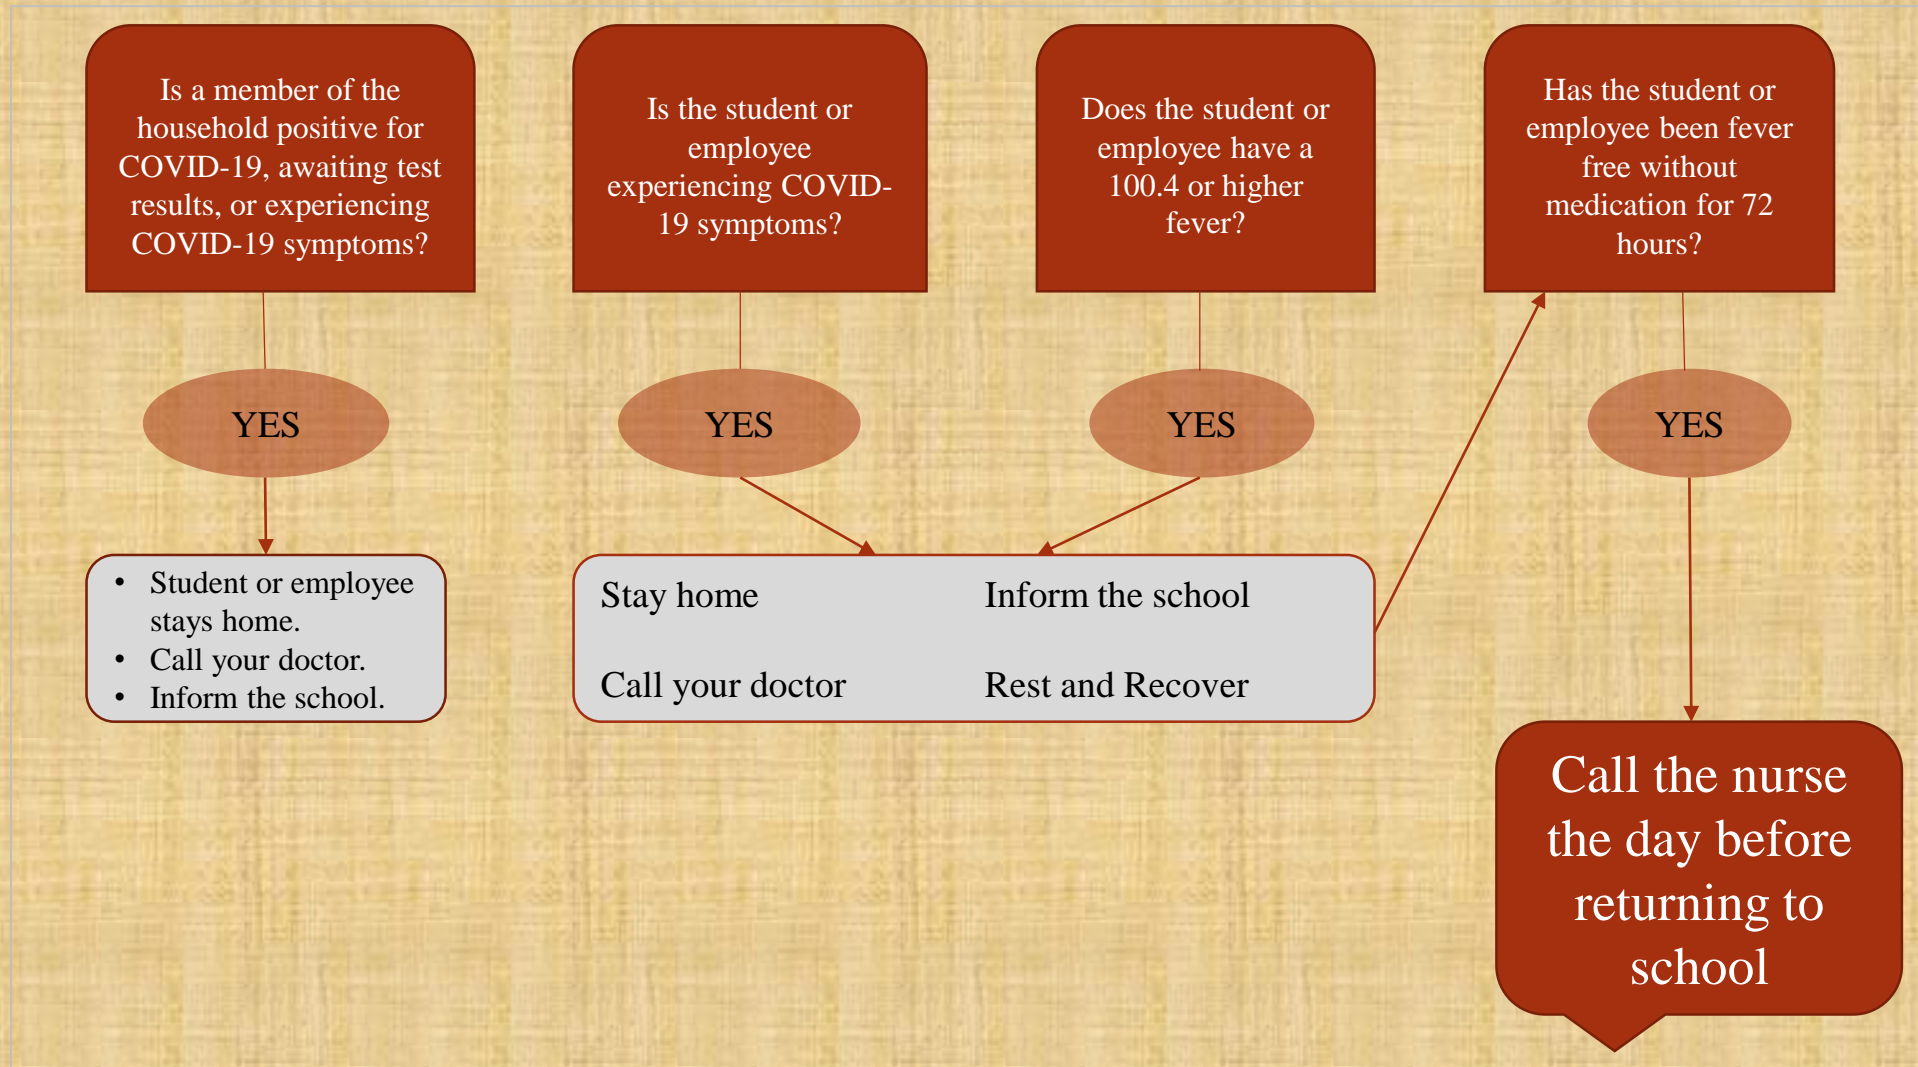 Is a member of the
household positive for
COVID-19, awaiting test
results, or experiencing
COVID-19 symptoms?
Is the student or
employee
experiencing COVID-
19 symptoms?
Does the student or
employee have a
100.4 or higher
fever?
Has the student or
employee been fever
free without
medication for 72
hours?
YES
YES
YES
YES
• Student or employee
stays home.
• Call your doctor.
• Inform the school.
Stay home
Inform the school
Call your doctor
Rest and Recover
Call the nurse
the day before
returning to
school